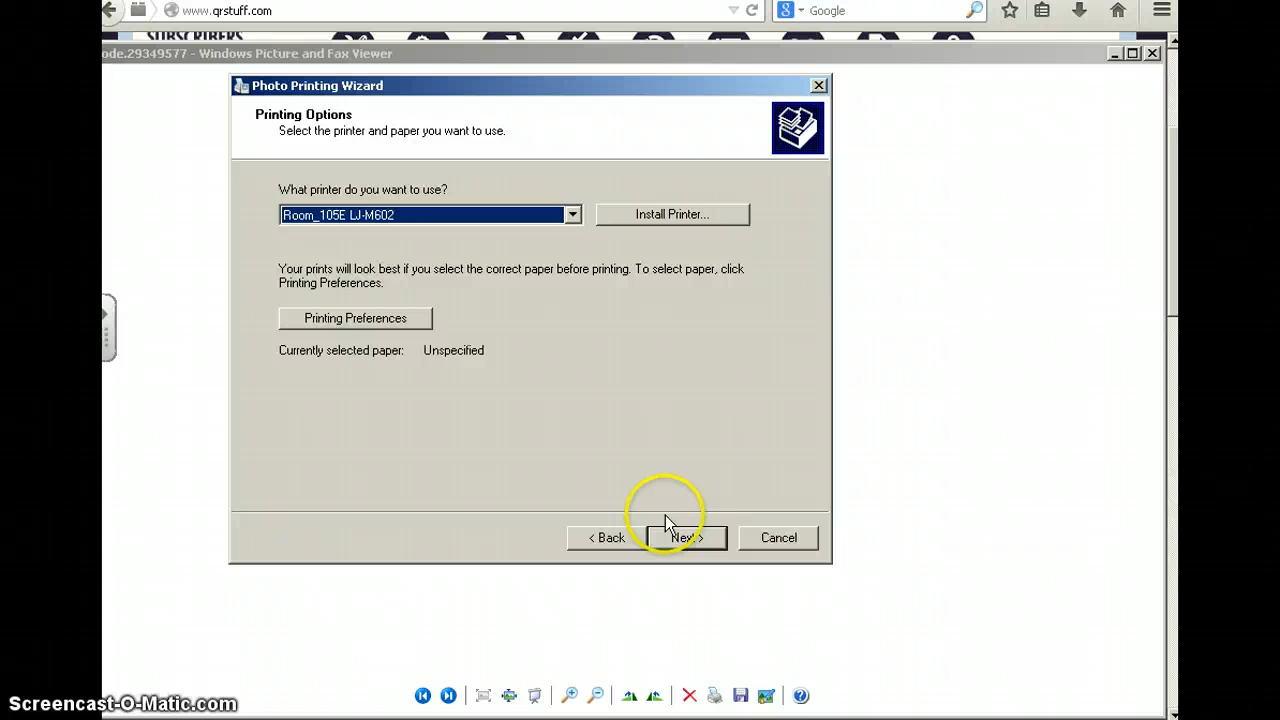 www.qrstuff.com
Google
SUBSCRIBERS
ode.29349577 - Windows Picture and Fax Viewer
Photo Printing Wizard
Printing Options
Select the printer and paper you want to use.
What printer do you want to use?
Room_105E LJ-M602
Install Printer...
Your prints will look best if you select the correct paper before printing. To select paper, click
Printing Preferences.
Printing Preferences
Currently selected paper: Unspecified
< Back
Next >
Cancel
Screencast-O-Matic.com